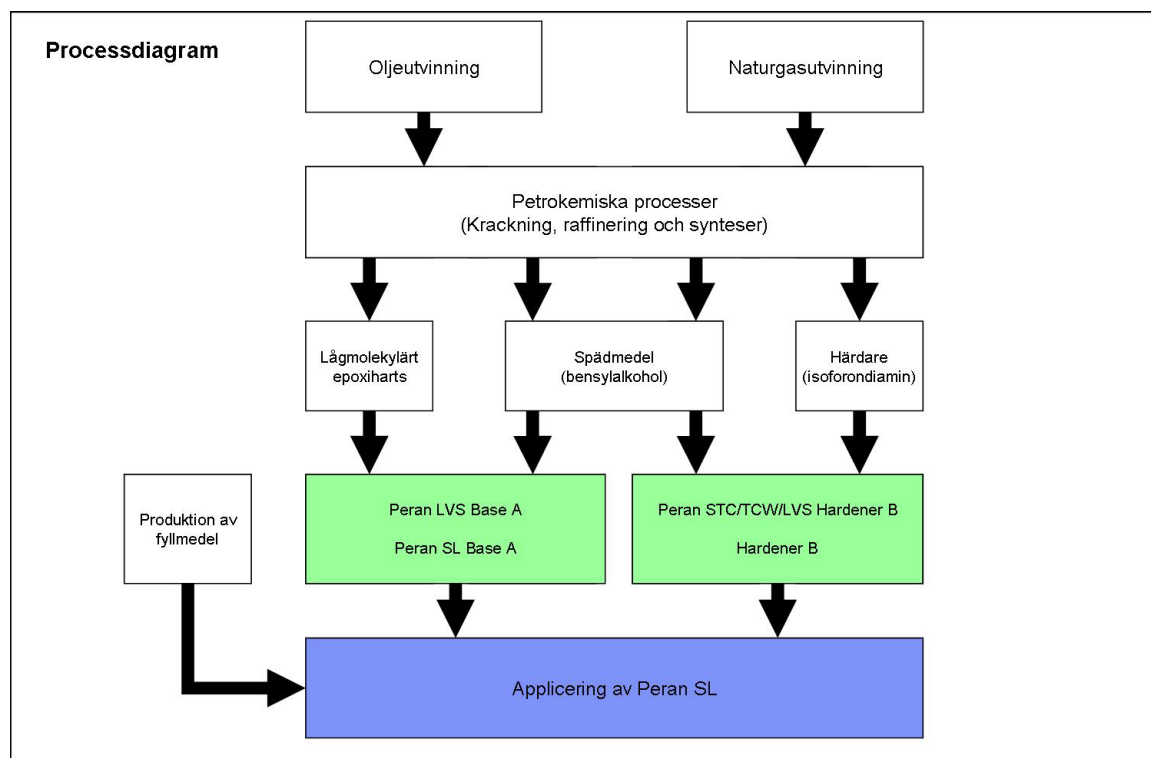 Processdiagram
Oljeutvinning
Naturgasutvinning
Petrokemiska processer
(Krackning, raffinering och synteser)
Lågmolekylärt
epoxiharts
Spädmedel
(bensylalkohol)
Härdare
(isoforondiamin)
Produktion av
fyllmedel
Peran LVS Base A
Peran SL Base A
Peran STC/TCW/LVS Hardener B
Hardener B
Applicering av Peran SL